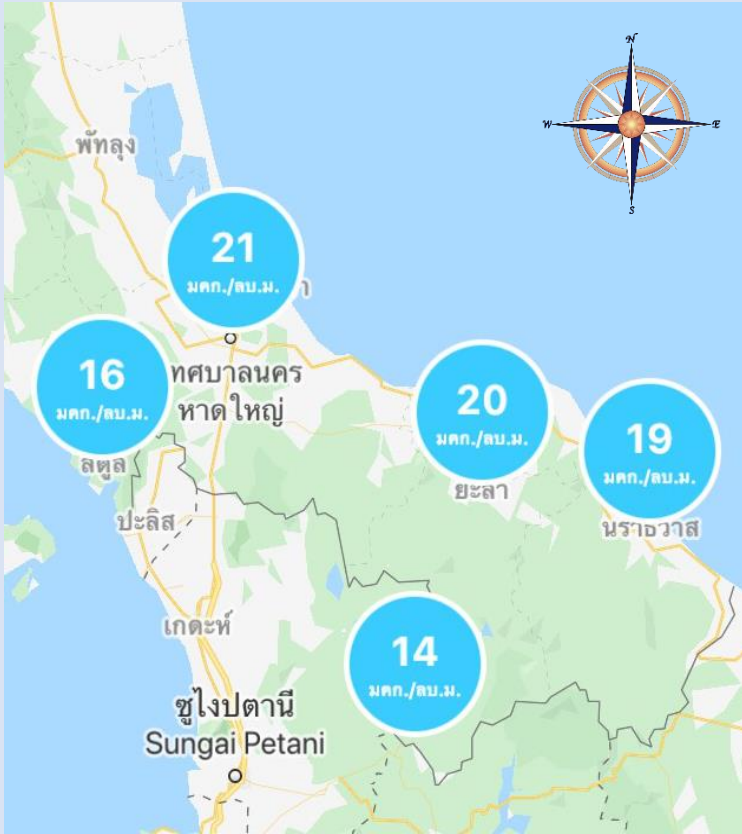 N
W
E
S
พัทลุง
21
มคก./ลบ.ม.
า
16
มคก./ลบ.ม.
ทศบาลนคร
หาดใหญ่
20
มคก./ลบ.ม.
19
มคก./ลบ.ม.
สตูล
ยะลา
ปะลิส
นราธิวาส
เกดะห์
14
มคก./ลบ.ม.
ซูไงปตานี
Sungai Petani